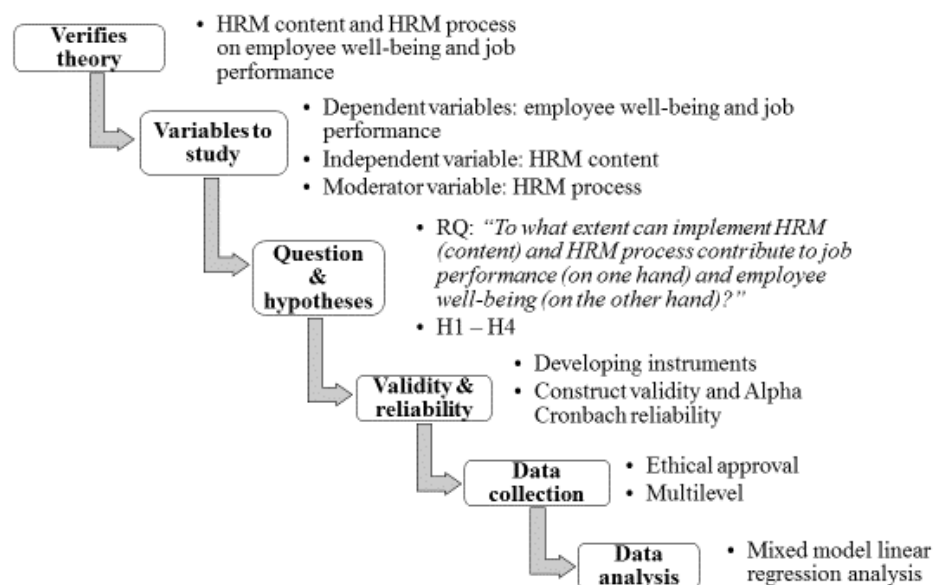 Verifies
theory
• HRM content and HRM process
on employee well-being and job
performance
Variables to
study
• Dependent variables: employee well-being and job
performance
• Independent variable: HRM content
• Moderator variable: HRM process
Question
&
hypotheses
• RQ: “To what extent can implement HRM
(content) and HRM process contribute to job
performance (on one hand) and employee
well-being (on the other hand)?”
• H1 – H4
Validity &
reliability
• Developing instruments
• Construct validity and Alpha
Cronbach reliability
Data
collection
• Ethical approval
• Multilevel
Data
analysis
• Mixed model linear
regression analysis